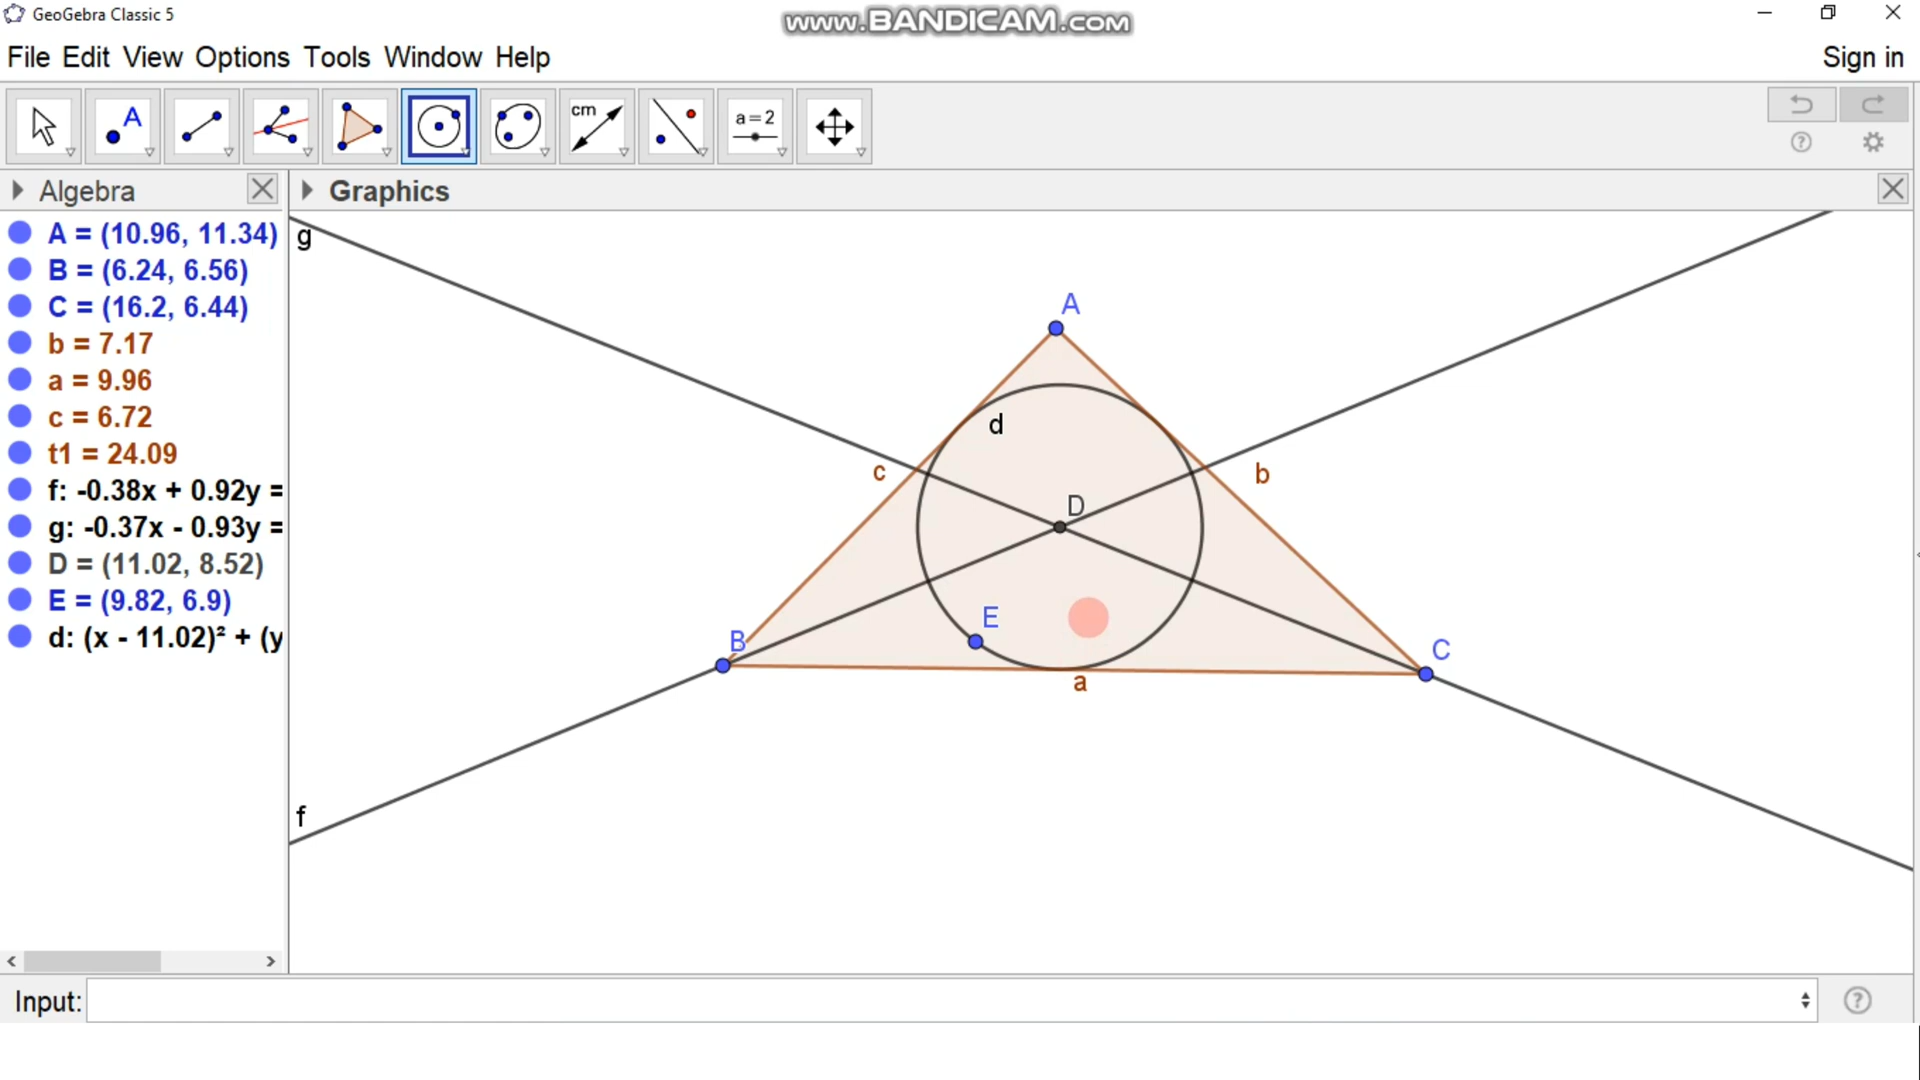 GeoGebra Classic 5
www.BANDICAM.com
File Edit View Options Tools Window Help
Sign in
A
cm
a=2
Algebra
Graphics
A = (10.96, 11.34)
B = (6.24, 6.56)
C = (16.2, 6.44)
b = 7.17
a = 9.96
c = 6.72
t1 = 24.09
f: -0.38x + 0.92y =
g: -0.37x - 0.93y =
D = (11.02, 8.52)
E = (9.82, 6.9)
d: (x - 11.02)² + (y
g
A
d
c
b
D
E
B
C
a
f
Input: